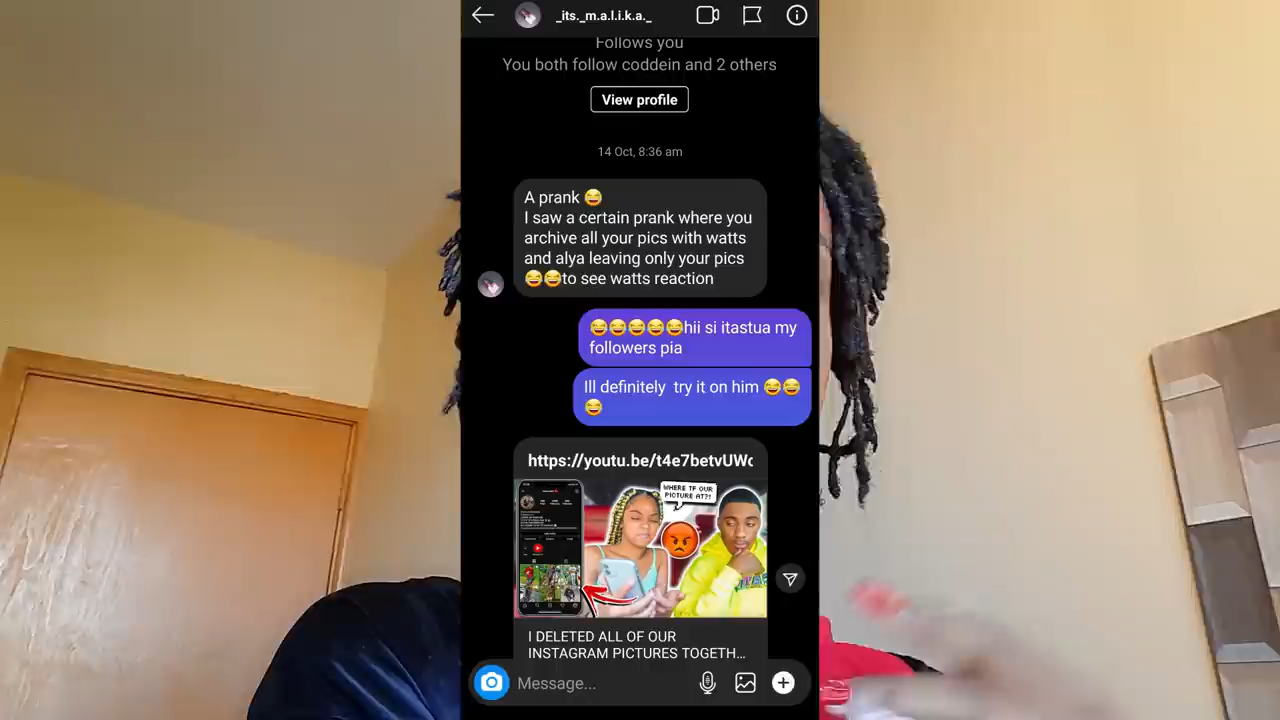 _its._m.a.l.i.k.a._
Follows you
You both follow coddein and 2 others
View profile
14 Oct, 8:36 am
A prank 😂
I saw a certain prank where you
archive all your pics with watts
and alya leaving only your pics
😂😂to see watts reaction
😂😂😂😂😂hii si itastua my
followers pia
Ill definitely try it on him 😂😂
😂
https://youtu.be/t4e7betvUWc
WHERE TF OUR
PICTURE AT?!
I DELETED ALL OF OUR
INSTAGRAM PICTURES TOGETH...
Message...